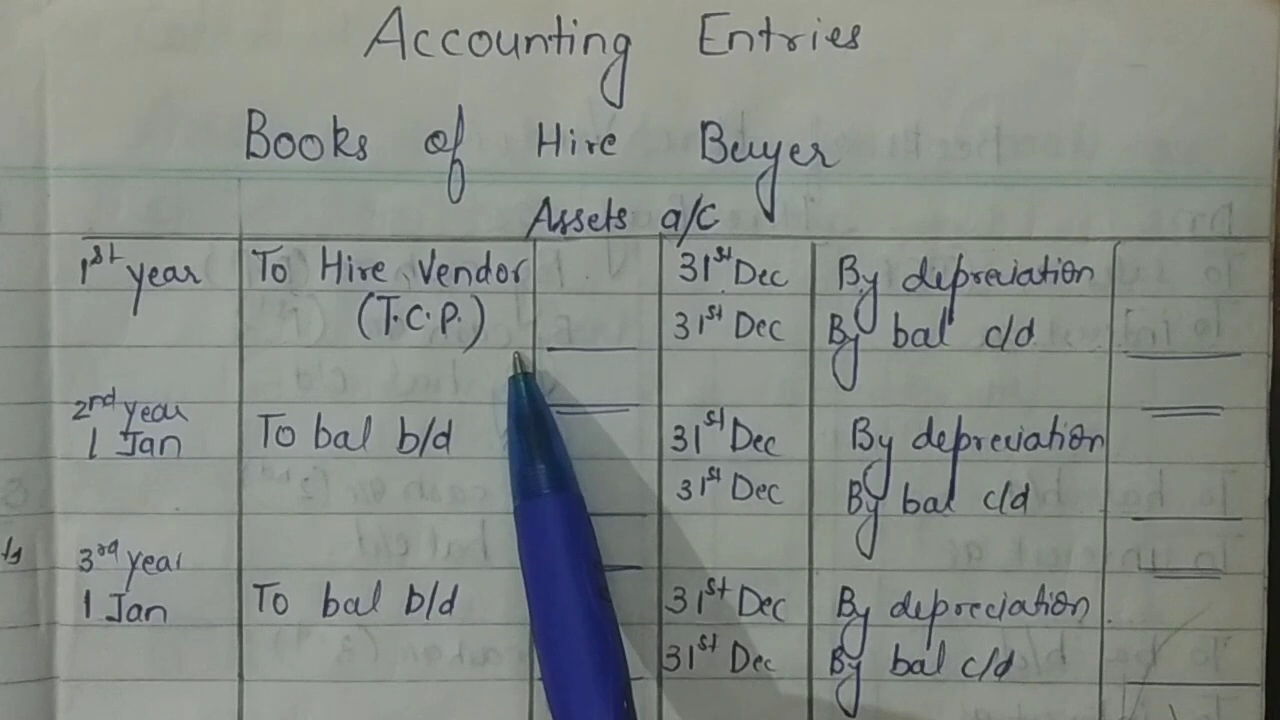 Accounting Entries
Books of Hire Buyer
Assets a/c
1st year To Hire Vendor 31st Dec By depreciation
(T.C.P.) 31st Dec By bal c/d
2nd year
1 Jan To bal b/d 31st Dec By depreciation
31st Dec By bal c/d
3rd year
1 Jan To bal b/d 31st Dec By depreciation
31st Dec By bal c/d